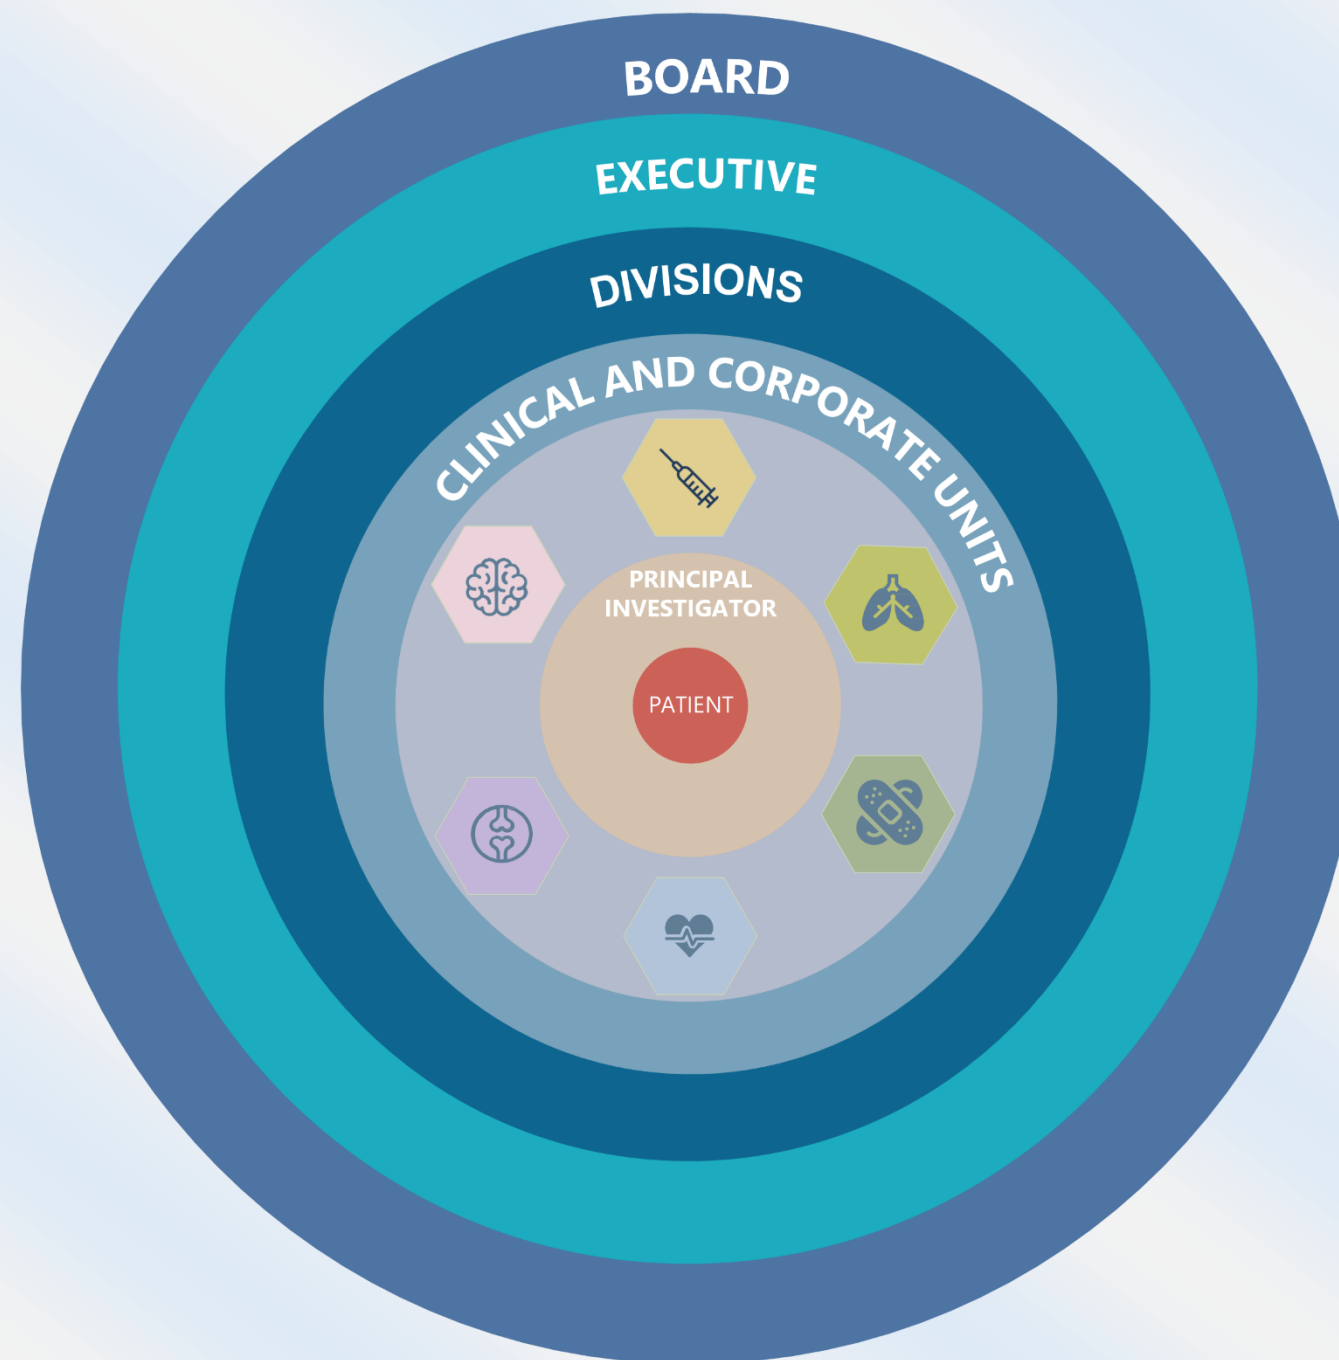 BOARD
EXECUTIVE
DIVISIONS
CLINICAL AND CORPORATE UNITS
PRINCIPAL
INVESTIGATOR
PATIENT